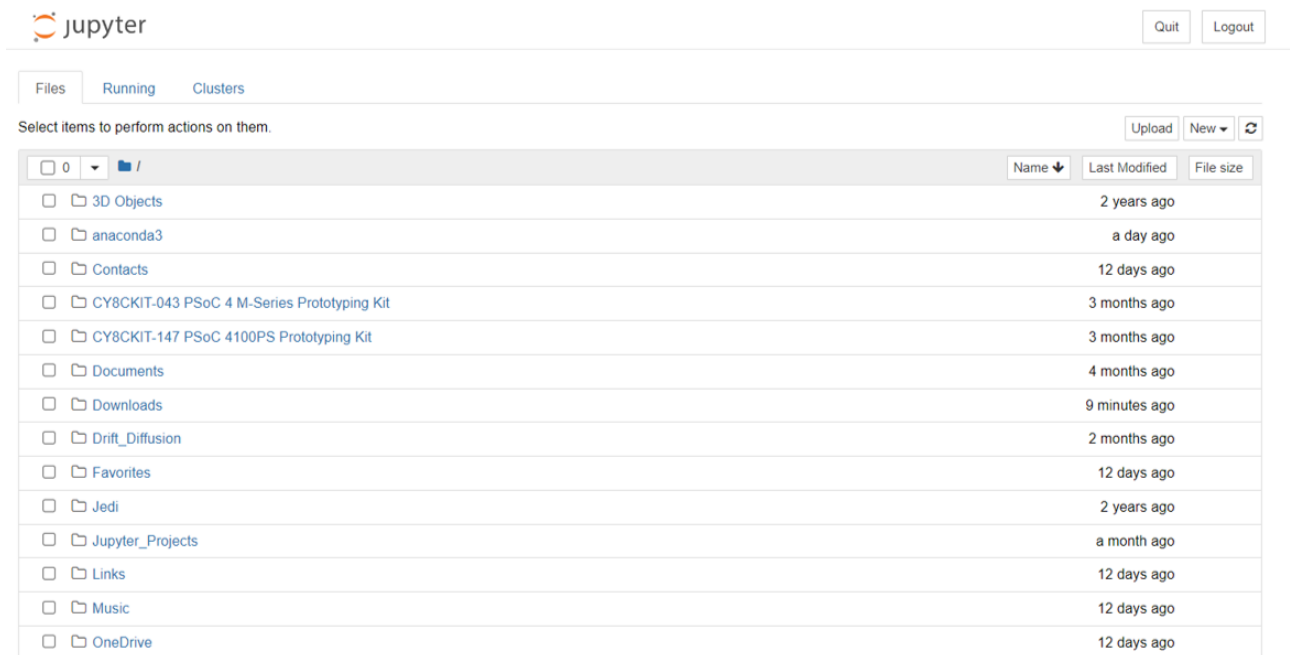 jupyter
Quit Logout
Files Running Clusters
Select items to perform actions on them.
Upload New
0 / Name Last Modified File size
3D Objects 2 years ago
anaconda3 a day ago
Contacts 12 days ago
CY8CKIT-043 PSoC 4 M-Series Prototyping Kit 3 months ago
CY8CKIT-147 PSoC 4100PS Prototyping Kit 3 months ago
Documents 4 months ago
Downloads 9 minutes ago
Drift_Diffusion 2 months ago
Favorites 12 days ago
Jedi 2 years ago
Jupyter_Projects a month ago
Links 12 days ago
Music 12 days ago
OneDrive 12 days ago